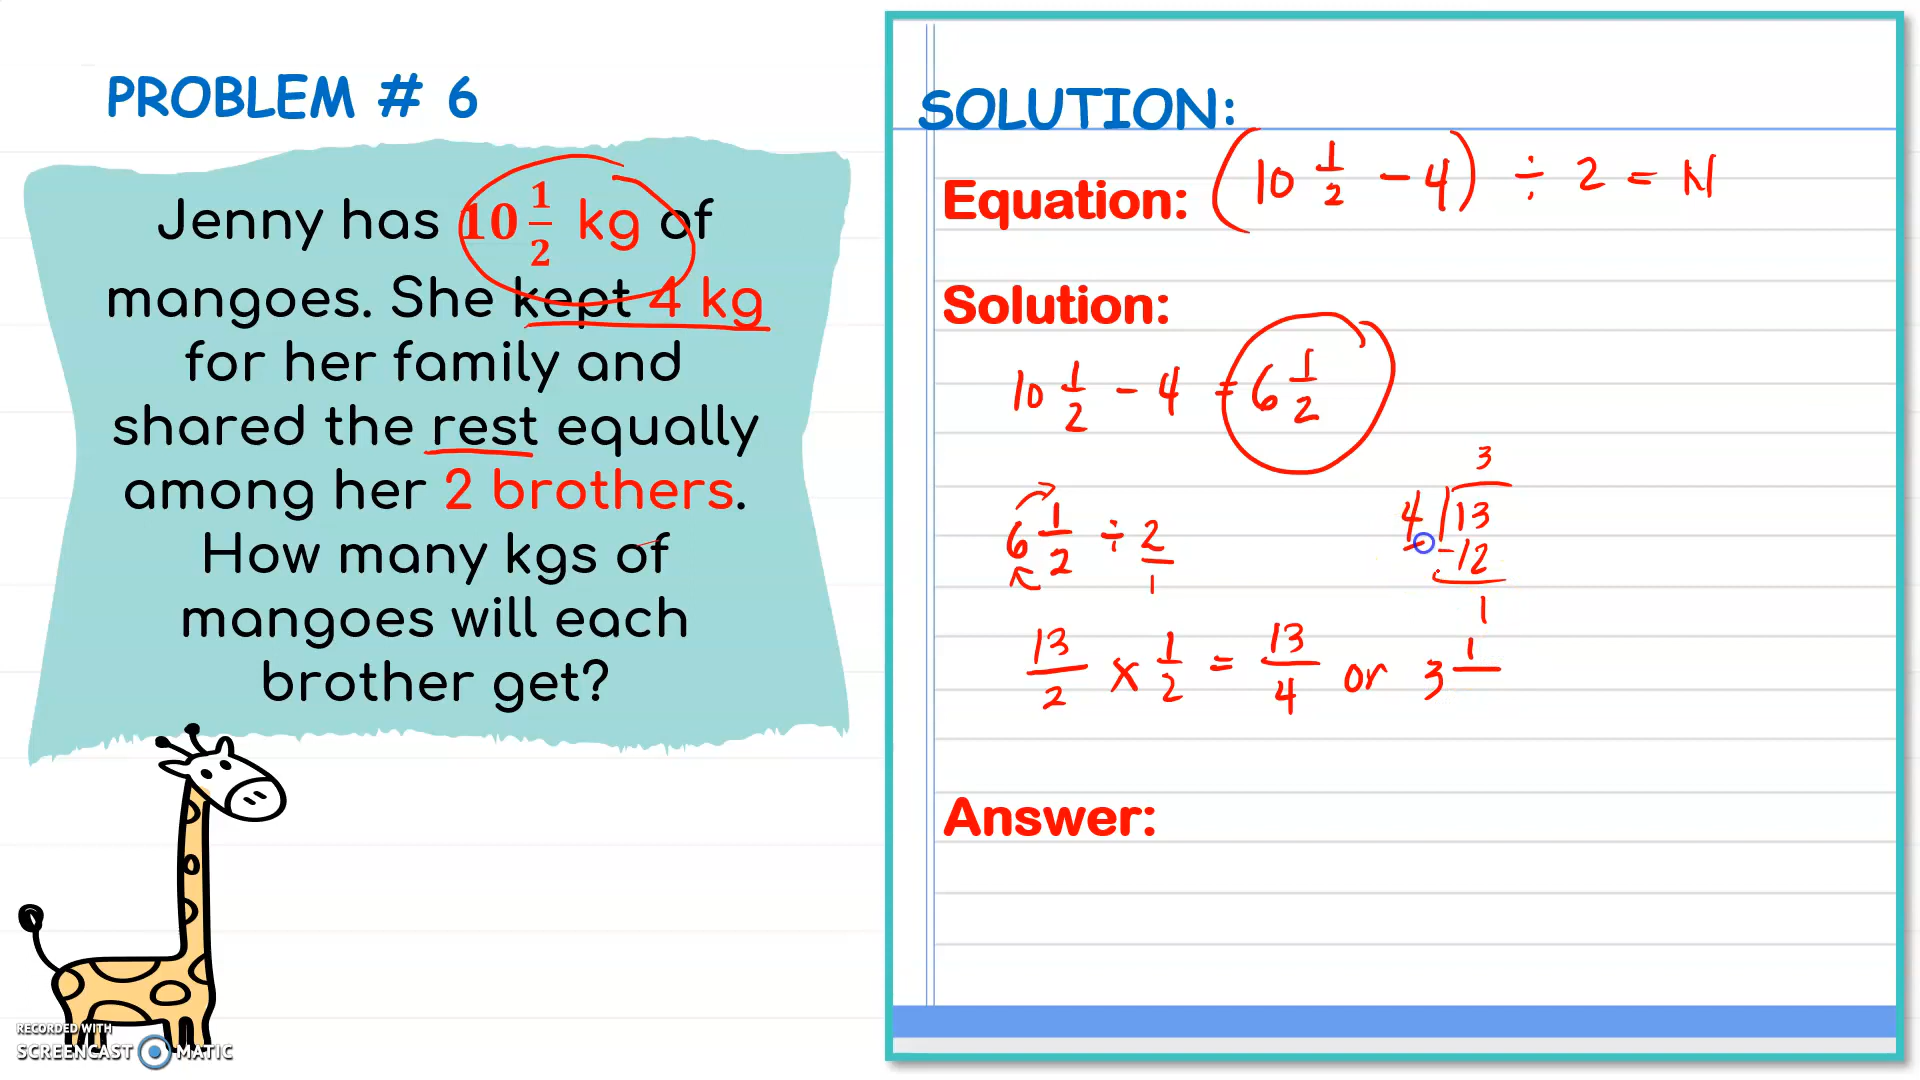 PROBLEM # 6
Jenny has 10 1/2 kg of
mangoes. She kept 4 kg
for her family and
shared the rest equally
among her 2 brothers.
How many kgs of
mangoes will each
brother get?
RECORDED WITH
SCREENCAST MATIC
SOLUTION:
Equation: (10 1/2 - 4) ÷ 2 = N
Solution:
10 1/2 - 4 = 6 1/2
6 1/2 ÷ 2/1
3
4 13
-12
1
13/2 x 1/2 = 13/4 or 3 1/
Answer: